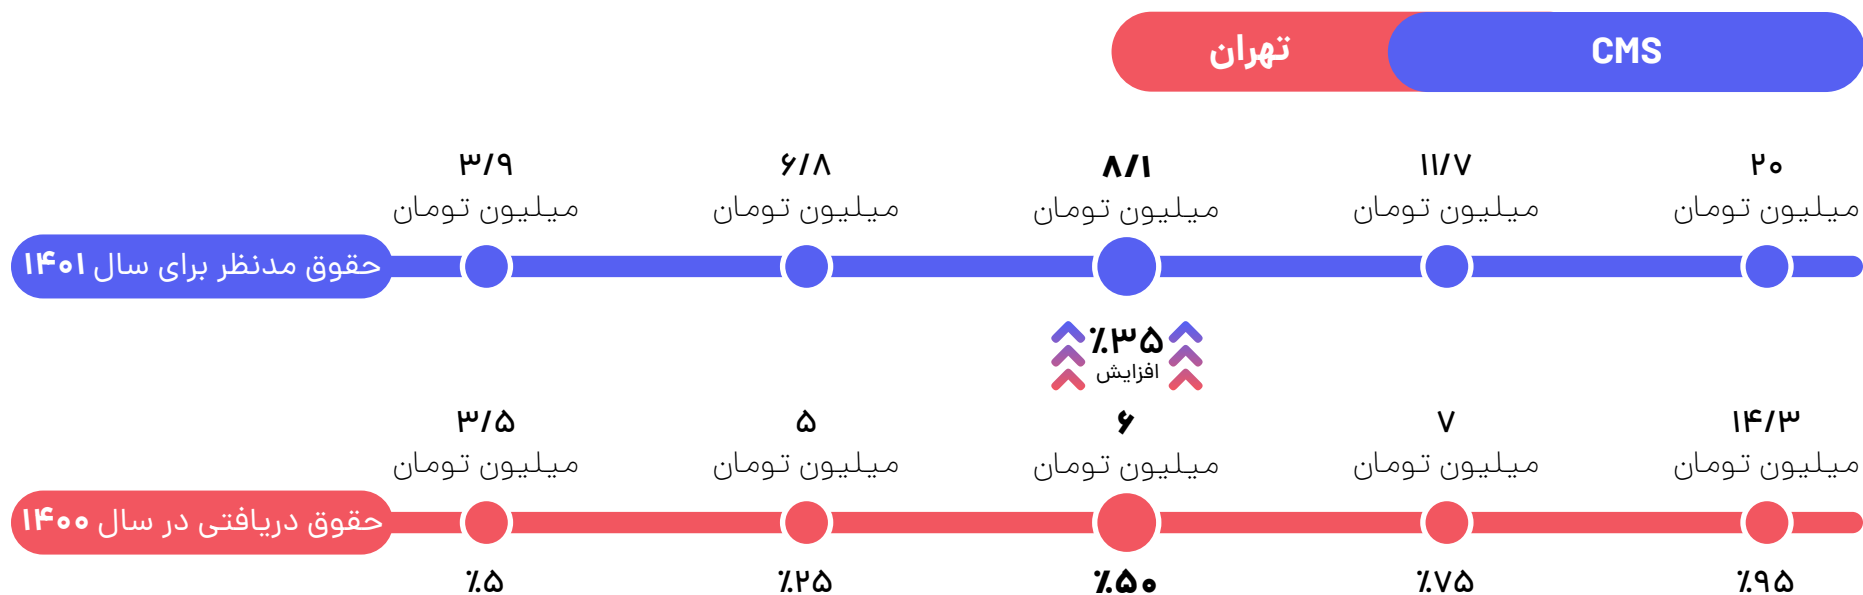 CMS
تهران
۳/۹
میلیون تومان
۶/۸
میلیون تومان
۸/۱
میلیون تومان
۱۱/۷
میلیون تومان
۲۰
میلیون تومان
حقوق مدنظر برای سال ۱۴۰۱
٪۳۵
افزایش
۳/۵
میلیون تومان
۵
میلیون تومان
۶
میلیون تومان
۷
میلیون تومان
۱۴/۳
میلیون تومان
حقوق دریافتی در سال ۱۴۰۰
٪۵
٪۲۵
٪۵۰
٪۷۵
٪۹۵